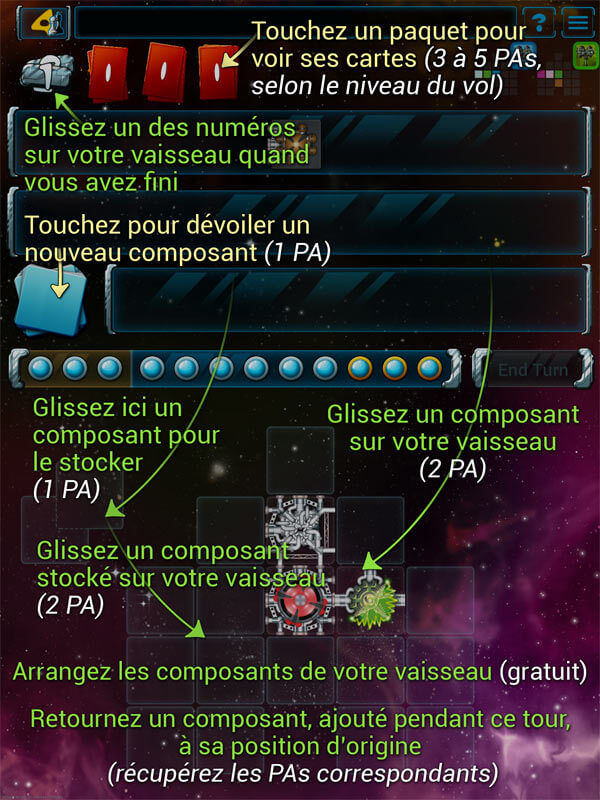 Touchez un paquet pour
voir ses cartes (3 à 5 PAs,
selon le niveau du vol)
?
Glissez un des numéros
sur votre vaisseau quand
vous avez fini
Touchez pour dévoiler un
nouveau composant (1 PA)
End Turn
Glissez ici un
composant pour
le stocker
(1 PA)
Glissez un composant
sur votre vaisseau
(2 PA)
Glissez un composant
stocké sur votre vaisseau
(2 PA)
Arrangez les composants de votre vaisseau (gratuit)
Retournez un composant, ajouté pendant ce tour,
à sa position d'origine
(récupérez les PAs correspondants)